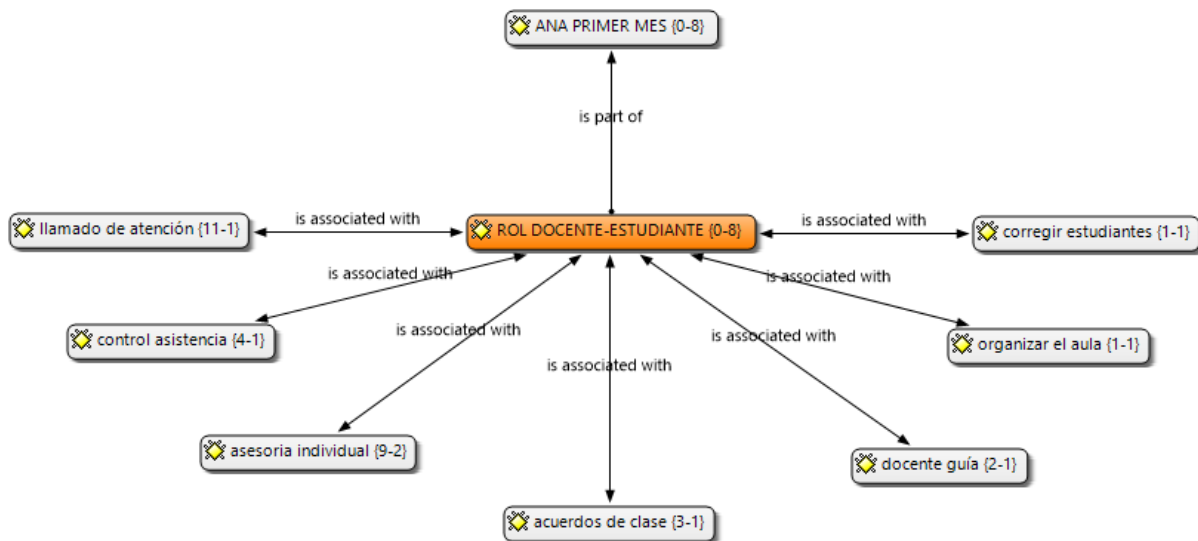 ANA PRIMER MES {0-8}
is part of
llamado de atención {11-1}
is associated with
ROL DOCENTE-ESTUDIANTE {0-8}
is associated with
corregir estudiantes {1-1}
is associated with
is associated with
control asistencia {4-1}
is associated with
is associated with
organizar el aula {1-1}
is associated with
asesoria individual {9-2}
docente guía {2-1}
acuerdos de clase {3-1}